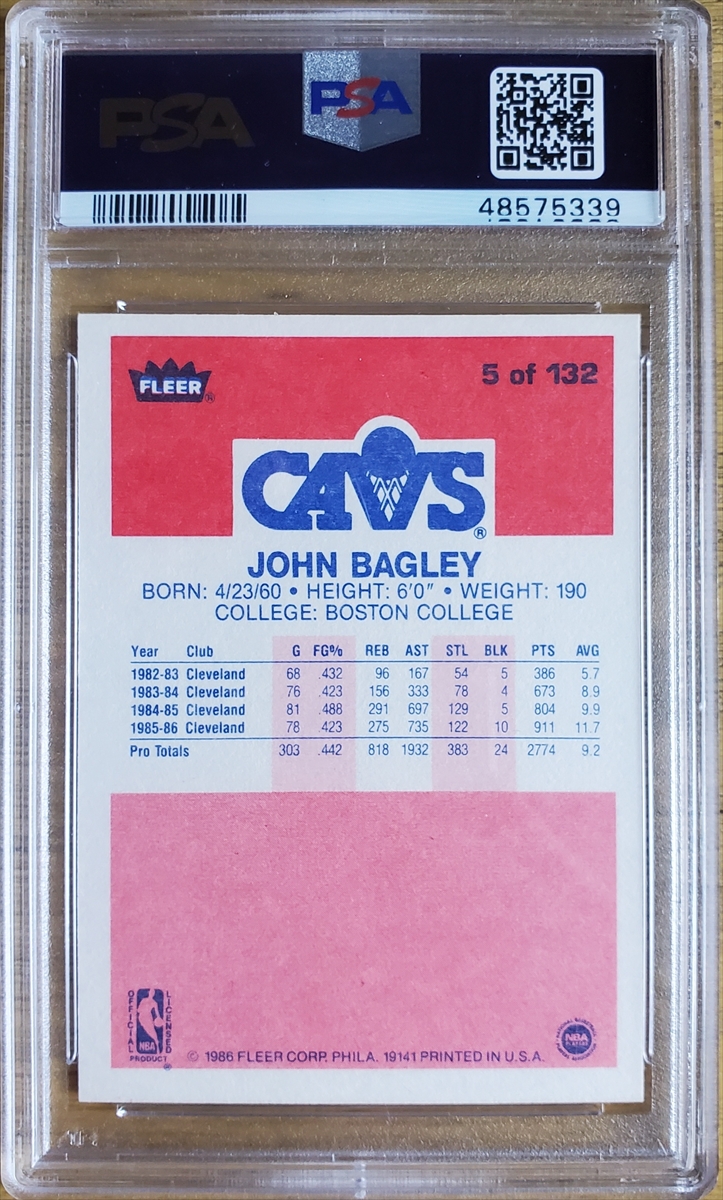 PSA PSA
48575339
FLEER ®
5 of 132
CAVS ®
JOHN BAGLEY
BORN: 4/23/60 • HEIGHT: 6'0" • WEIGHT: 190
COLLEGE: BOSTON COLLEGE
Year Club G FG% REB AST STL BLK PTS AVG
1982-83 Cleveland 68 .432 96 167 54 5 386 5.7
1983-84 Cleveland 76 .423 156 333 78 4 673 8.9
1984-85 Cleveland 81 .488 291 697 129 5 804 9.9
1985-86 Cleveland 78 .423 275 735 122 10 911 11.7
Pro Totals 303 .442 818 1932 383 24 2774 9.2
OFFICIAL LICENSED
NBA
PRODUCT ®
NATIONAL BASKETBALL
NBA
PLAYERS
ASSOCIATION
© 1986 FLEER CORP. PHILA. 19141 PRINTED IN U.S.A.